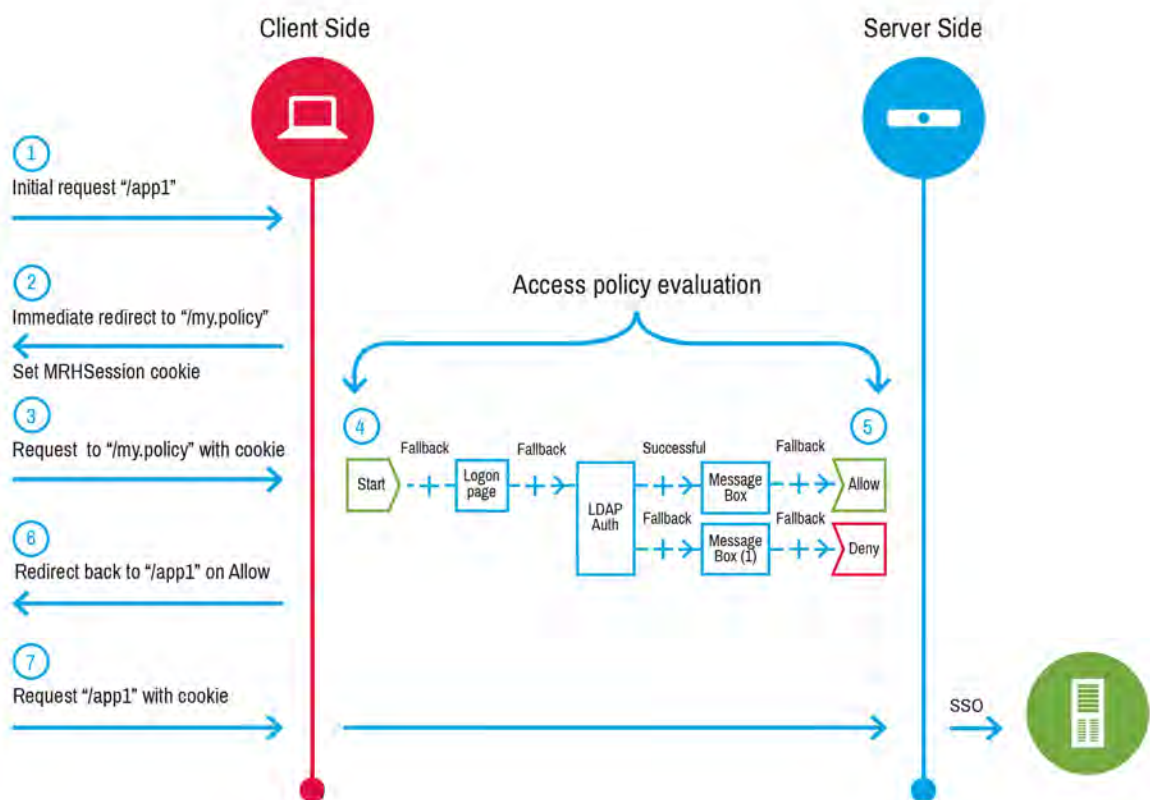 Client Side
Server Side
1
Initial request “/app1”
2
Immediate redirect to “/my.policy”
Set MRHSession cookie
Access policy evaluation
3
Request to “/my.policy” with cookie
4
5
Fallback
Fallback
Successful
Fallback
Start
Logon
page
LDAP
Auth
Message
Box
Allow
Fallback
Fallback
Message
Box (1)
Deny
6
Redirect back to “/app1” on Allow
7
Request “/app1” with cookie
SSO